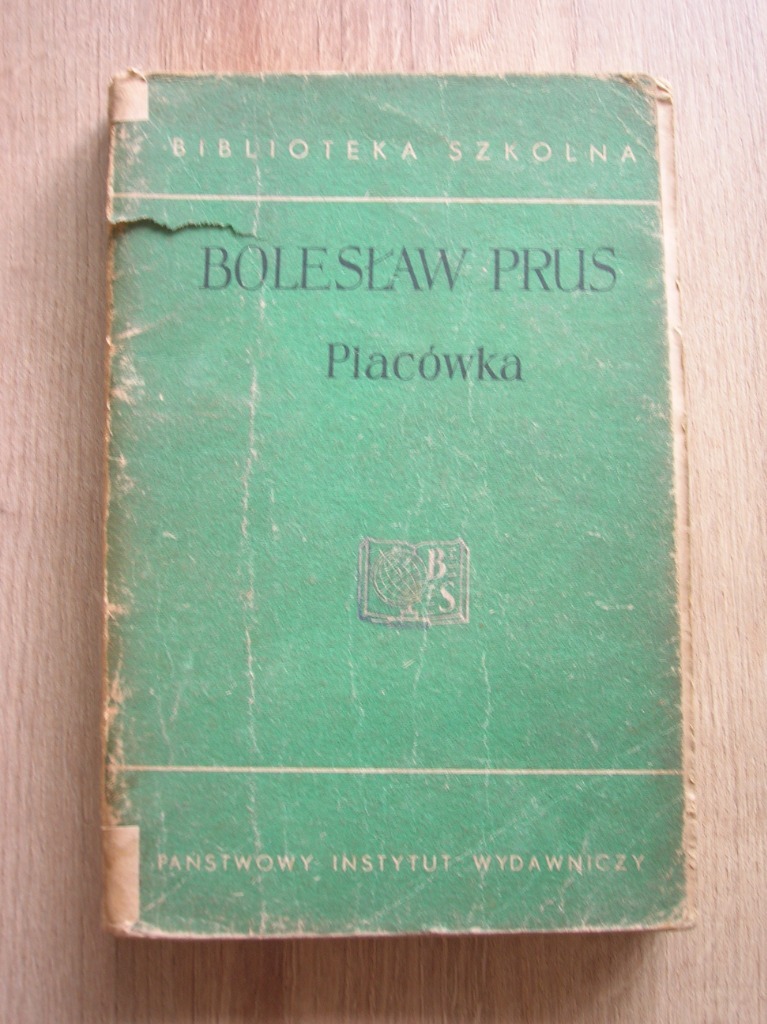 BIBLIOTEKA SZKOLNA
BOLESŁAW PRUS
Placówka
B
S
PAŃSTWOWY INSTYTUT WYDAWNICZY